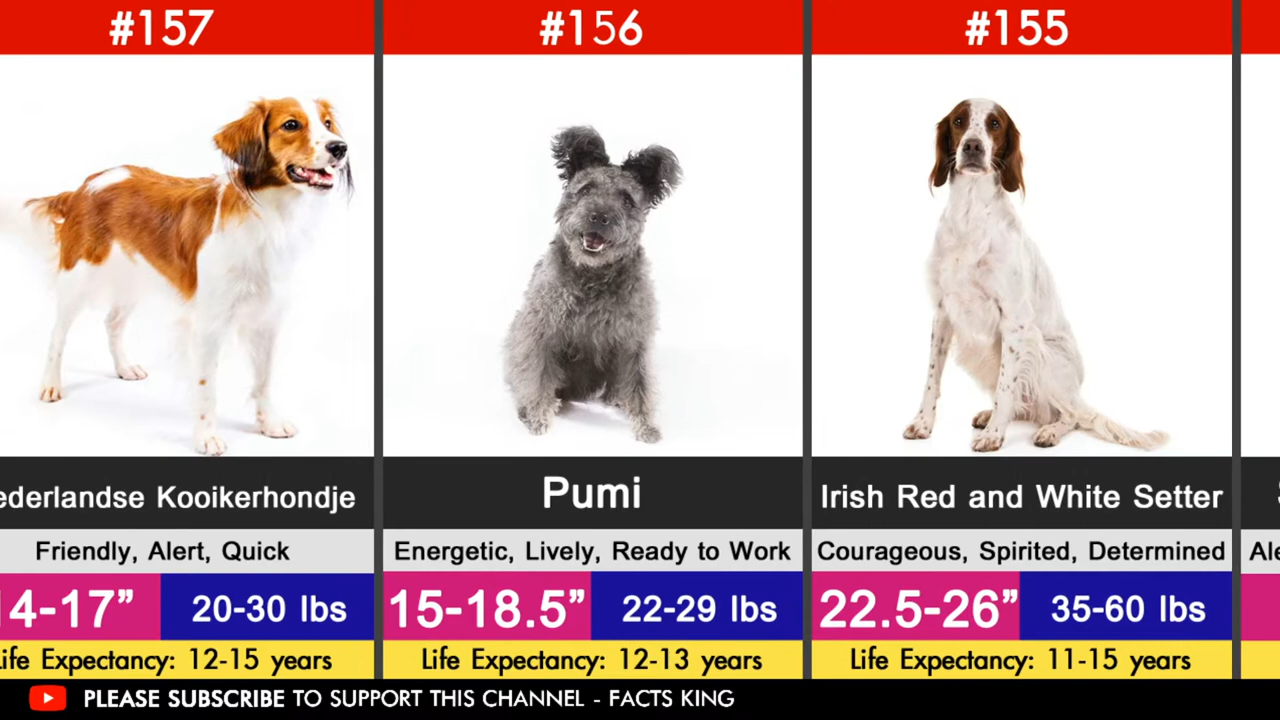 #157
#156
#155
ederlandse Kooikerhondje
Pumi
Irish Red and White Setter
Friendly, Alert, Quick
Energetic, Lively, Ready to Work
Courageous, Spirited, Determined
Ale
14-17”
20-30 lbs
15-18.5”
22-29 lbs
22.5-26”
35-60 lbs
Life Expectancy: 12-15 years
Life Expectancy: 12-13 years
Life Expectancy: 11-15 years
PLEASE SUBSCRIBE TO SUPPORT THIS CHANNEL - FACTS KING